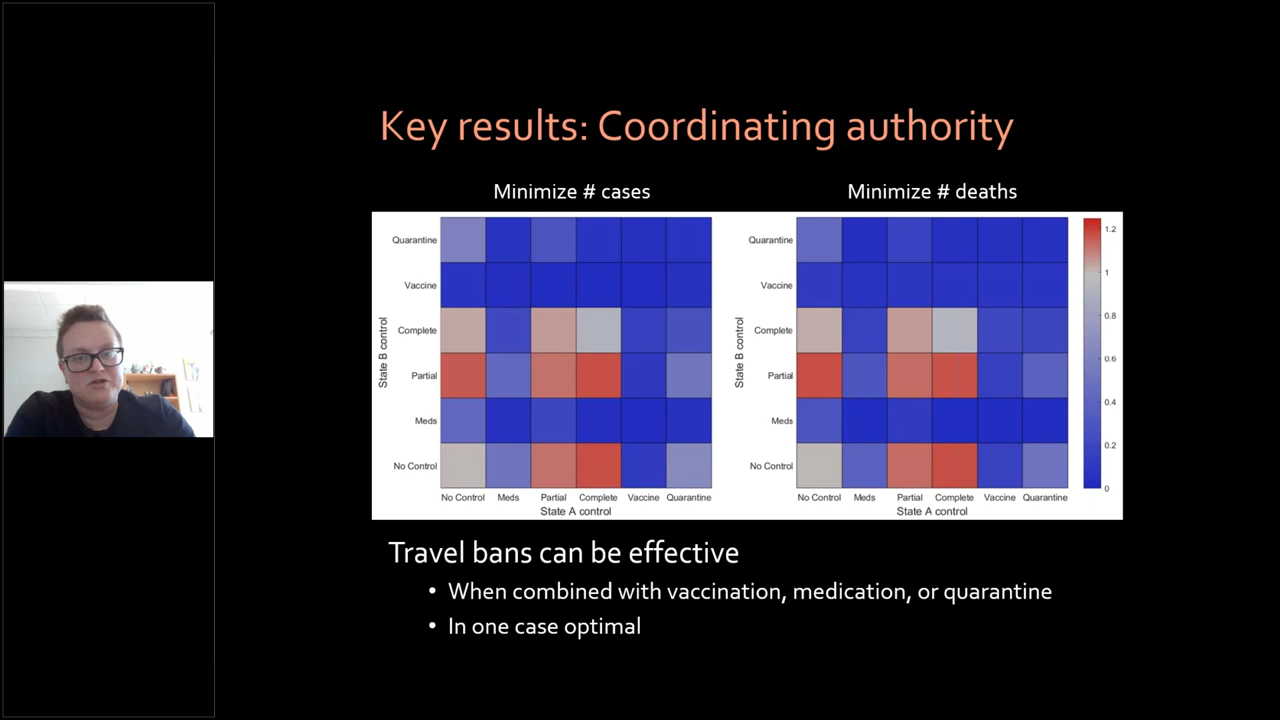 Key results: Coordinating authority
Minimize # cases
Minimize # deaths
State B control
Quarantine
Vaccine
Complete
Partial
Meds
No Control
No Control Meds Partial Complete Vaccine Quarantine
State A control
State B control
Quarantine
Vaccine
Complete
Partial
Meds
No Control
No Control Meds Partial Complete Vaccine Quarantine
State A control
1.2
1
0.8
0.6
0.4
0.2
0
Travel bans can be effective
• When combined with vaccination, medication, or quarantine
• In one case optimal